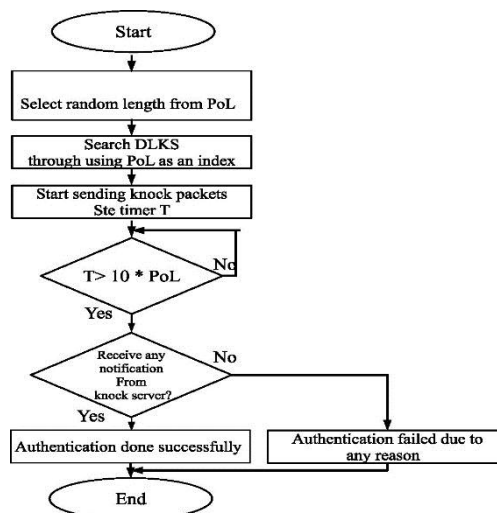 Start
Select random length from PoL
Search DLKS
through using PoL as an index
Start sending knock packets
Ste timer T
T> 10 * PoL
No
Yes
Receive any
notification
From
knock server?
No
Yes
Authentication done successfully
Authentication failed due to
any reason
End